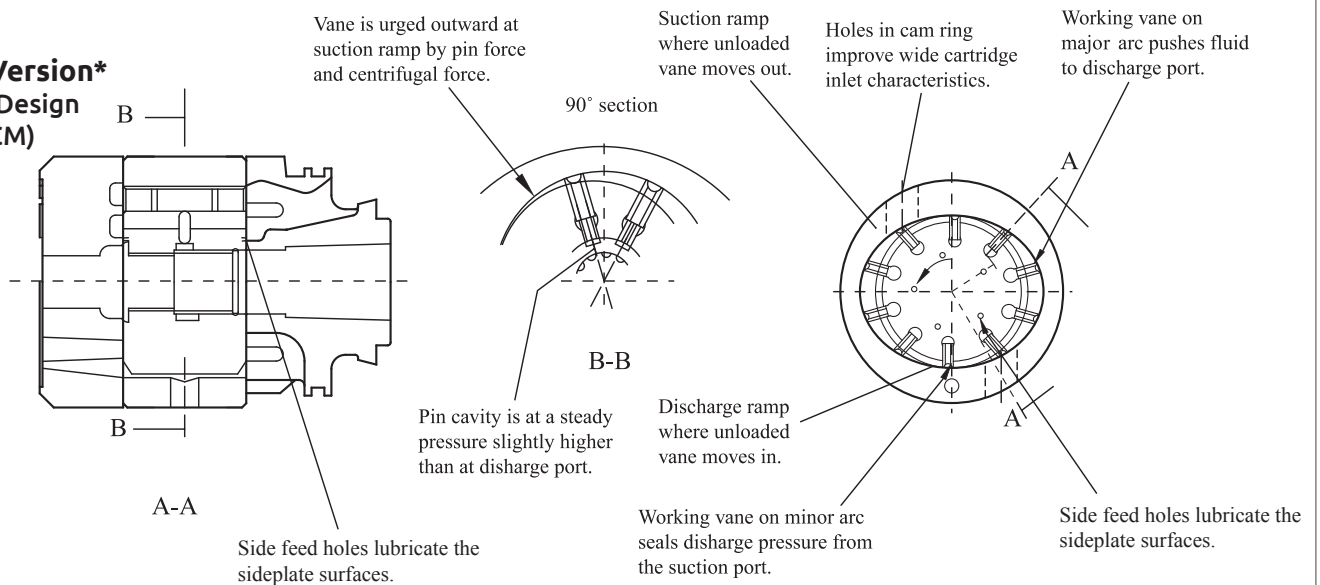 Version*
Design
CM)
B
B
A-A
Side feed holes lubricate the
sideplate surfaces.
Vane is urged outward at
suction ramp by pin force
and centrifugal force.
90˚ section
B-B
Pin cavity is at a steady
pressure slightly higher
than at disharge port.
Suction ramp
where unloaded
vane moves out.
Holes in cam ring
improve wide cartridge
inlet characteristics.
Working vane on
major arc pushes fluid
to discharge port.
A
A
Discharge ramp
where unloaded
vane moves in.
Working vane on minor arc
seals disharge pressure from
the suction port.
Side feed holes lubricate the
sideplate surfaces.